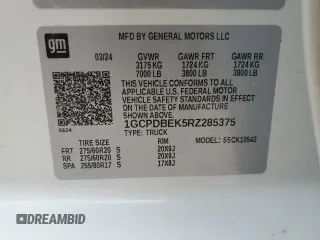 gm
MFD BY GENERAL MOTORS LLC
03/24 GVWR GAWR FRT GAWR RR
3175 KG 1724 KG 1724 KG
7000 LB 3800 LB 3800 LB
THIS VEHICLE CONFORMS TO ALL
APPLICABLE U.S. FEDERAL MOTOR
VEHICLE SAFETY STANDARDS IN
EFFECT ON THE DATE OF
MANUFACTURE SHOWN ABOVE.
1GCPDBEK5RZ285375
TYPE: TRUCK
0624
MODEL:
TIRE SIZE RIM
FRT 275/60R20 S 20X9J
RR 275/60R20 S 20X9J
SPA 255/80R17 S 17X8J
DREAMBID